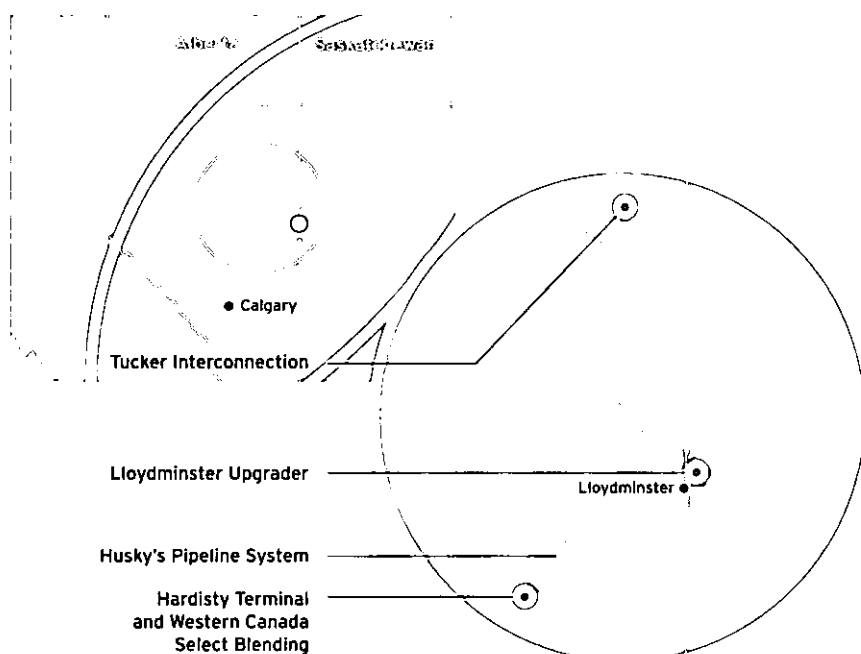 Calgary
Tucker Interconnection
Lloydminster Upgrader
Lloydminster
Husky's Pipeline System
Hardisty Terminal
and Western Canada
Select Blending